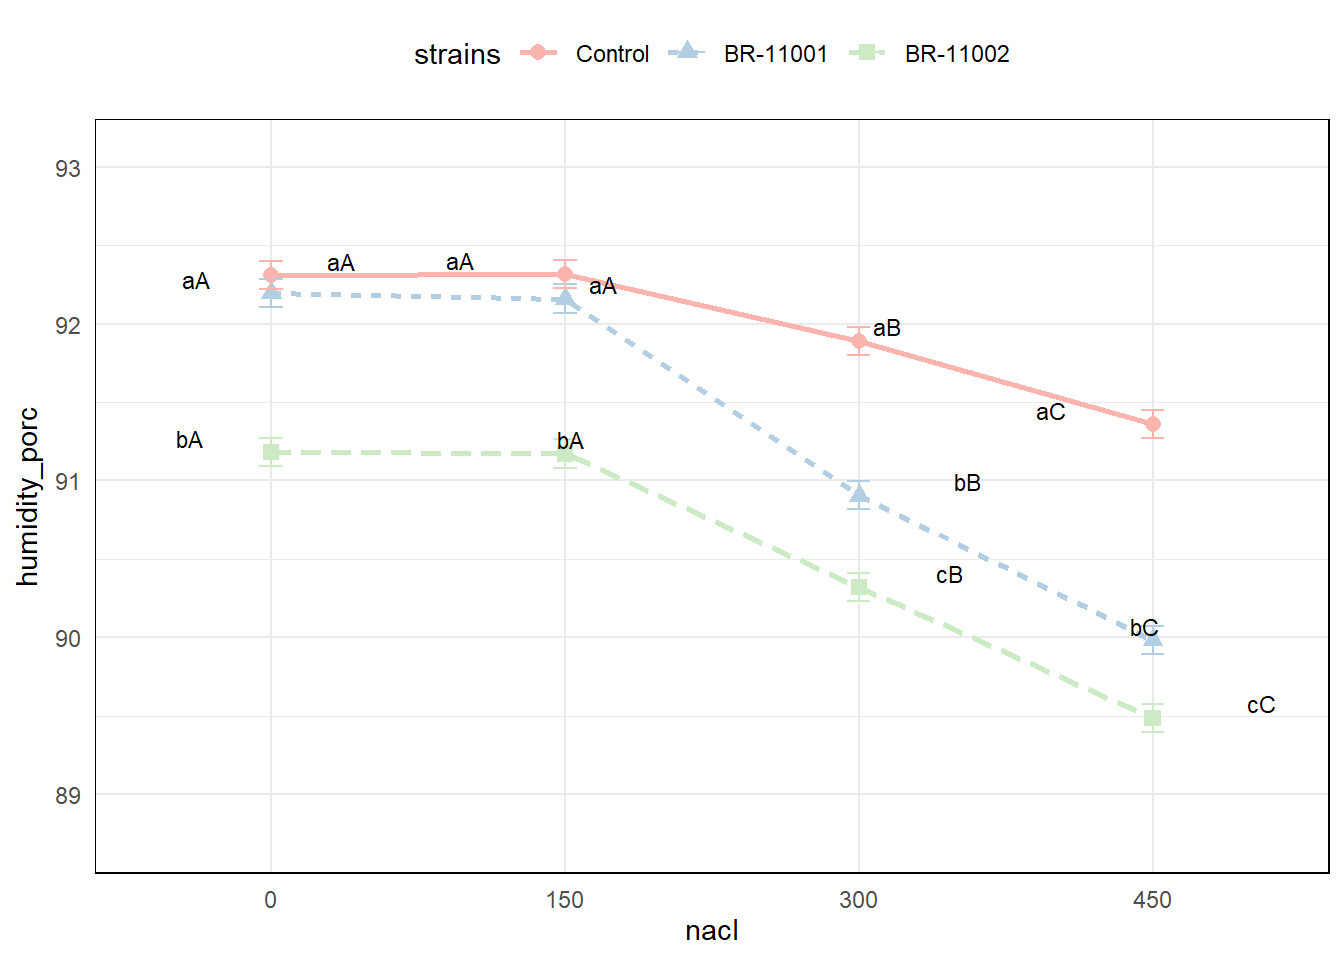 strains Control BR-11001 BR-11002
93
aA aA aA aA
92
aB
aC
bA bA
91
bB
cB
90
bC
cC
89
humidity_porc
0 150 300 450
nacl